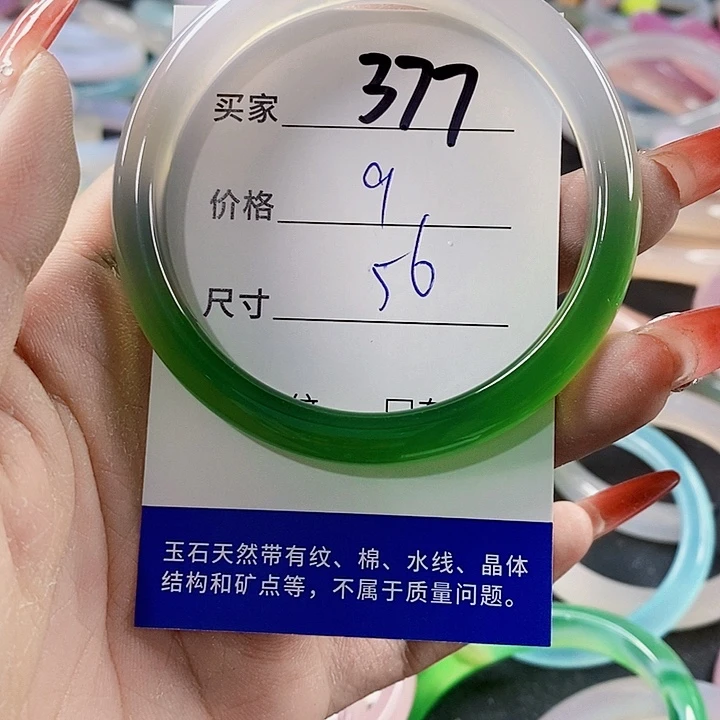 买家 377
价格 9
尺寸 56
玉石天然带有纹、棉、水线、晶体
结构和矿点等，不属于质量问题。